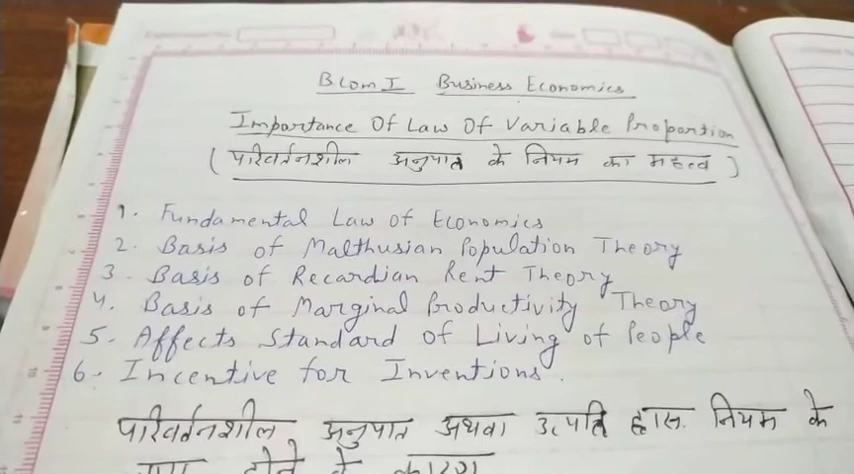 B Com I Business Economics
Importance Of Law Of Variable Proportion
(परिवर्तनशील अनुपात के नियम का महत्व)
1. Fundamental Law of Economics
2. Basis of Malthusian Population Theory
3. Basis of Recardian Rent Theory
4. Basis of Marginal Productivity Theory
5. Affects Standard of Living of People
6. Incentive for Inventions.
परिवर्तनशील अनुपात अथवा उत्पत्ति ह्रास नियम के
होने के कारण